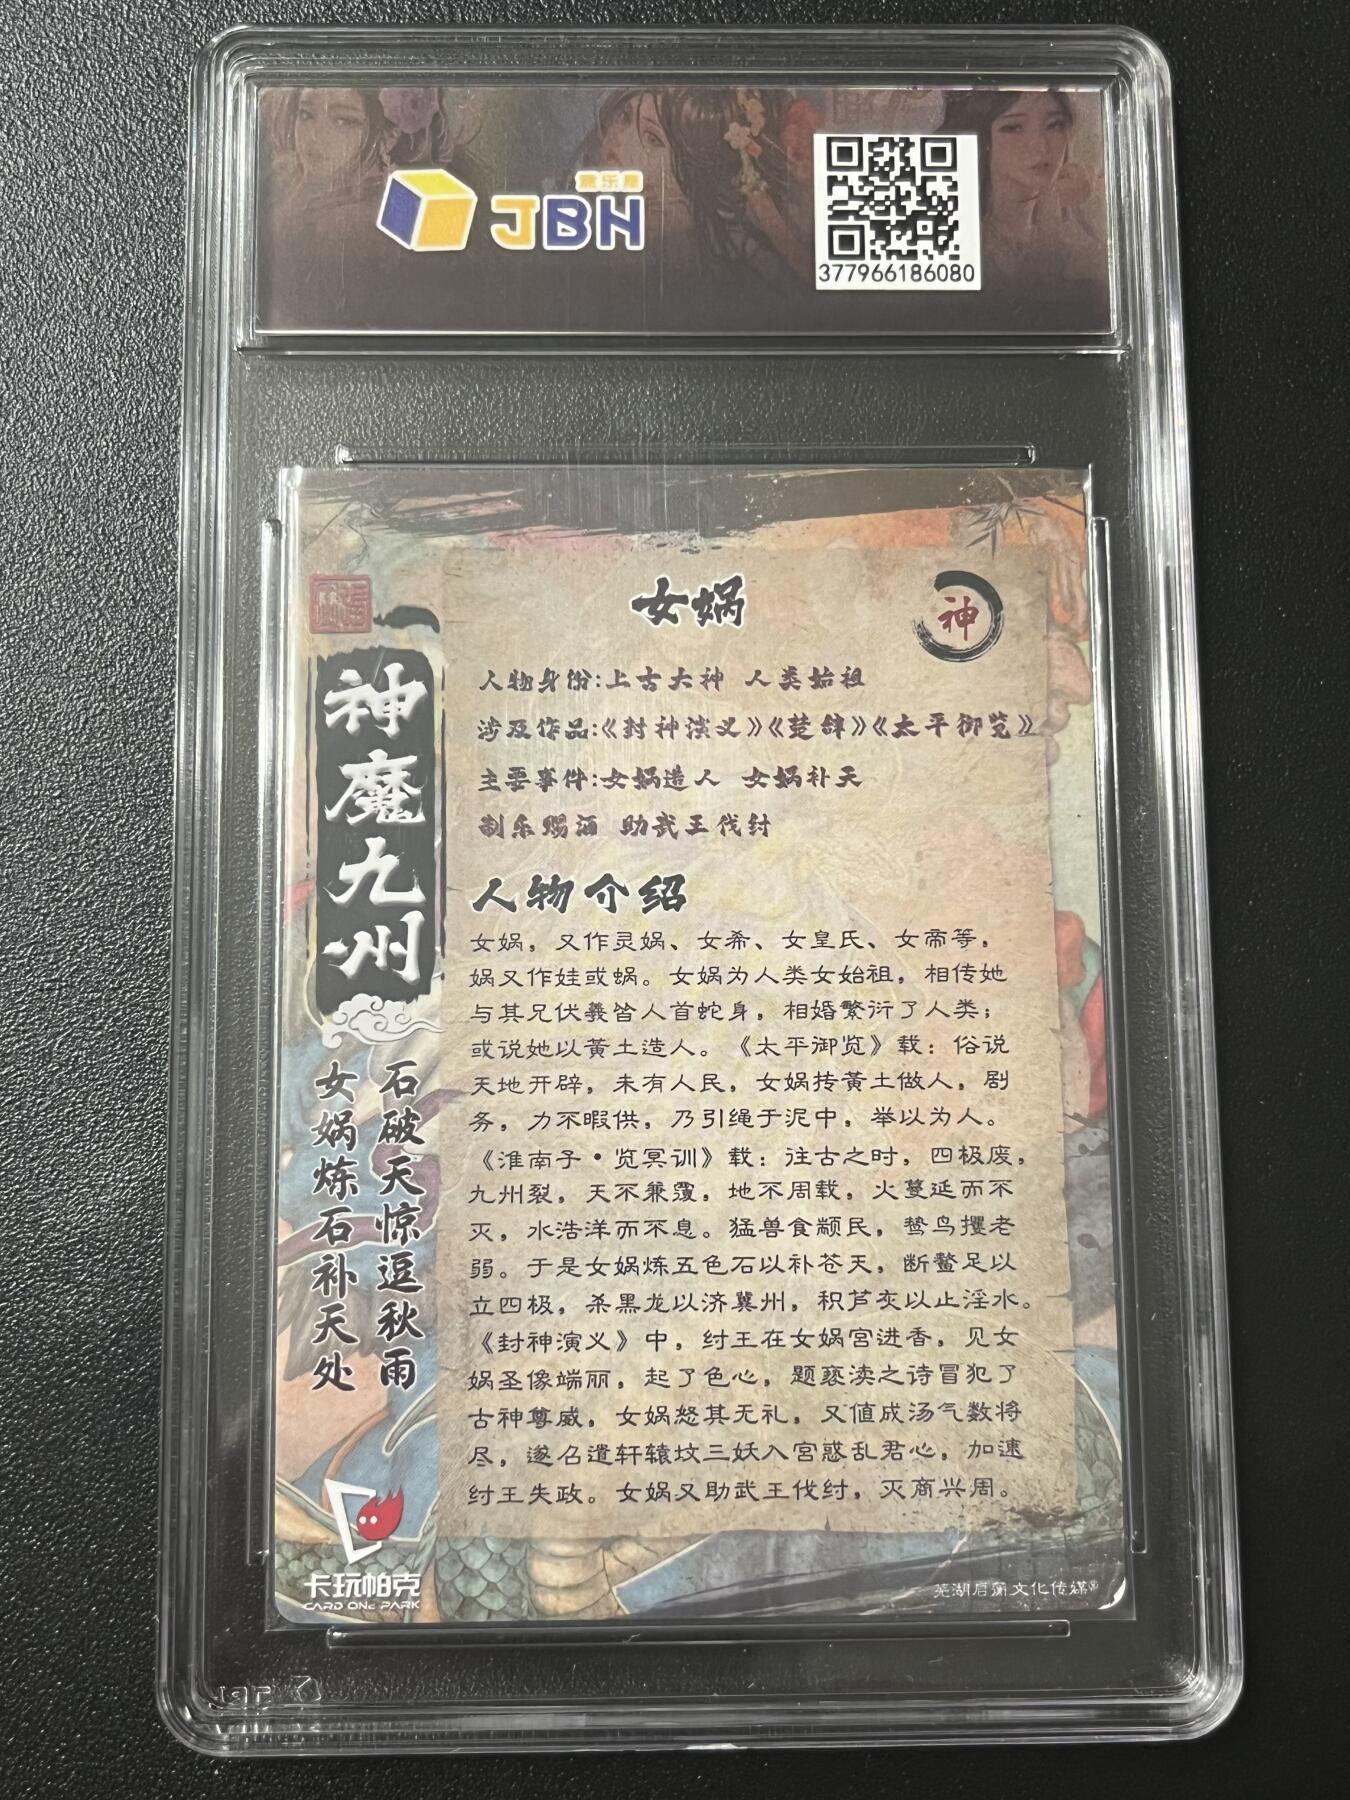 JBH
377966186080
女娲
神
人物身份:上古大神 人类始祖
涉及作品:《封神演义》《楚辞》《太平御览》
主要事件:女娲造人 女娲补天
制乐赐酒 助武王伐纣
人物介绍
女娲，又作灵娲、女希、女皇氏、女帝等，
娲又作娃或蜗。女娲为人类女始祖，相传她
与其兄伏羲皆人首蛇身，相婚繁衍了人类；
或说她以黄土造人。《太平御览》载：俗说
天地开辟，未有人民，女娲抟黄土做人，剧
务，力不暇供，乃引绳于泥中，举以为人。
《淮南子·览冥训》载：往古之时，四极废，
九州裂，天不兼覆，地不周载，火蔓延而不
灭，水浩洋而不息。猛兽食颛民，鸷鸟攫老
弱。于是女娲炼五色石以补苍天，断鳌足以
立四极，杀黑龙以济冀州，积芦灰以止淫水。
《封神演义》中，纣王在女娲宫进香，见女
娲圣像端丽，起了色心，题亵渎之诗冒犯了
古神尊威，女娲怒其无礼，又值成汤气数将
尽，遂召遣轩辕坟三妖入宫惑乱君心，加速
纣王失政。女娲又助武王伐纣，灭商兴周。
神魔九州
女娲炼石补天处
石破天惊逗秋雨
卡玩帕克
CARD ONE PARK